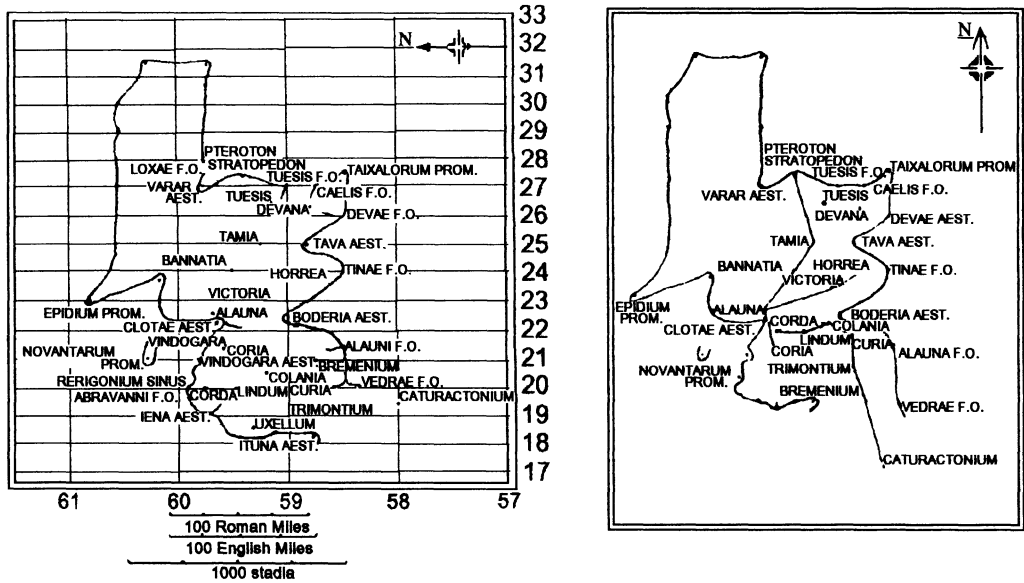 33
32
31
30
29
28
27
26
25
24
23
22
21
20
19
18
17
N
PTEROTON
STRATOPEDON
LOXAE F.O.
TUESIS F.O.
TAIXALORUM PROM.
VARAR
AEST.
TUESIS
CAELIS F.O.
DEVANA
DEVAE F.O.
TAMIA
TAVA AEST.
BANNATIA
HORREA
TINAE F.O.
VICTORIA
EPIDIUM PROM.
ALAUNA
BODERIA AEST.
CLOTAE AEST.
VINDOGARA
NOVANTARUM
PROM.
CORIA
ALAUNI F.O.
VINDOGARA AEST.
BREMENIUM
RERIGONIUM SINUS
COLANIA
VEDRAE F.O.
ABRAVANNI F.O.
CORDA
LINDUM
CURIA
CATURACTONIUM
IENA AEST.
TRIMONTIUM
UXELLUM
ITUNA AEST.
61
60
59
58
57
100 Roman Miles
100 English Miles
1000 stadia
N
PTEROTON
STRATOPEDON
TUESIS F.O.
TAIXALORUM PROM.
VARAR AEST.
TUESIS
CAELIS F.O.
DEVANA
DEVAE AEST.
TAMIA
TAVA AEST.
BANNATIA
HORREA
TINAE F.O.
VICTORIA
EPIDIUM
PROM.
ALAUNA
BODERIA AEST.
CLOTAE AEST.
CORDA
COLANIA
LINDUM
CURIA
CORIA
ALAUNA F.O.
NOVANTARUM
PROM.
TRIMONTIUM
BREMENIUM
VEDRAE F.O.
CATURACTONIUM